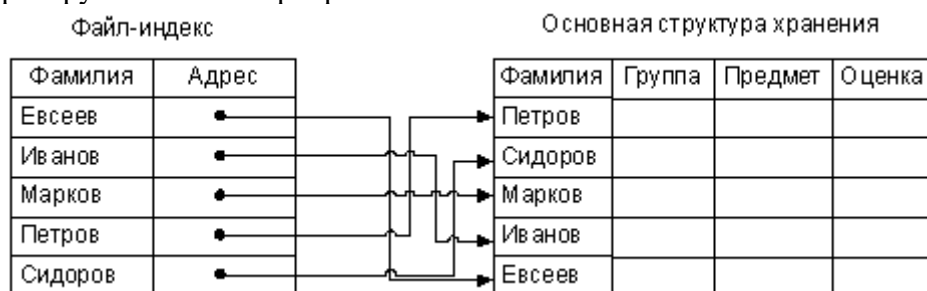 Файл-индекс
Основная структура хранения
Фамилия Адрес
Евсеев
Иванов
Марков
Петров
Сидоров
Фамилия Группа Предмет Оценка
Петров
Сидоров
Марков
Иванов
Евсеев